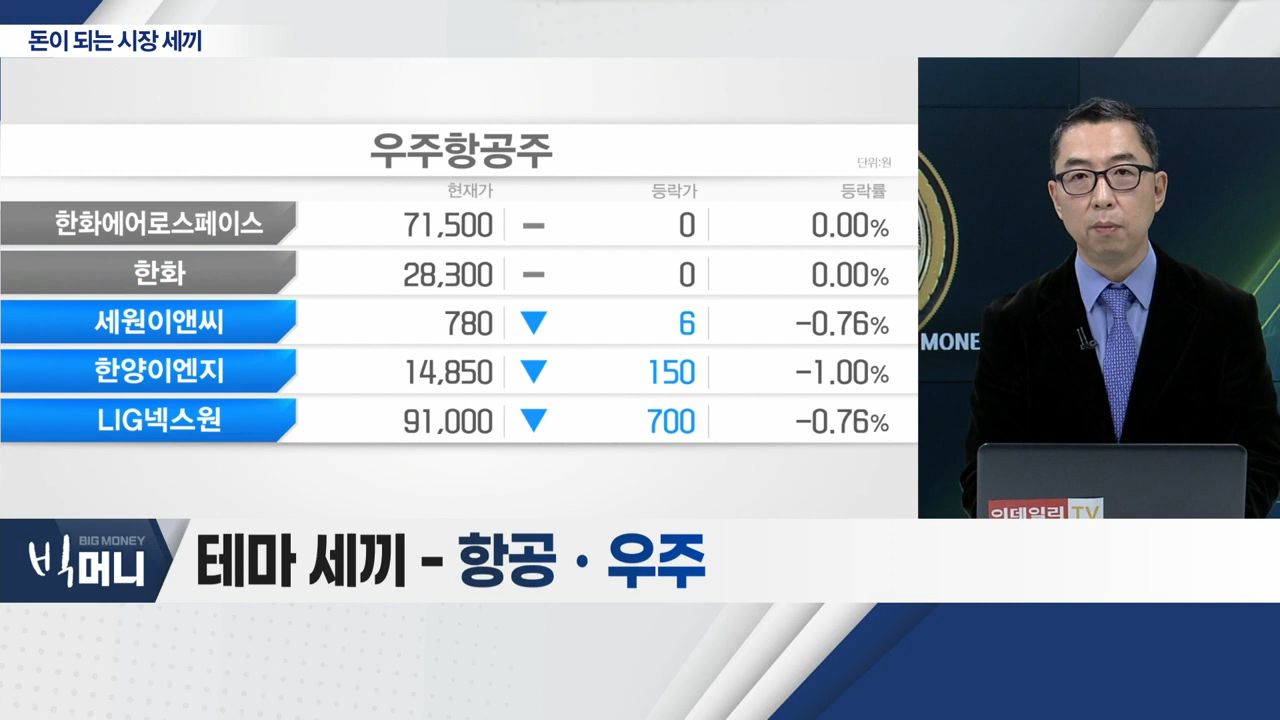 돈이 되는 시장 세끼
우주항공주
단위:원
현재가 등락가 등락률
한화에어로스페이스 71,500 0 0.00%
한화 28,300 0 0.00%
세원이앤씨 780 ▼ 6 -0.76%
한양이엔지 14,850 ▼ 150 -1.00%
LIG넥스원 91,000 ▼ 700 -0.76%
MONE
이데일리 TV
BIG MONEY
빅머니
테마 세끼 - 항공·우주